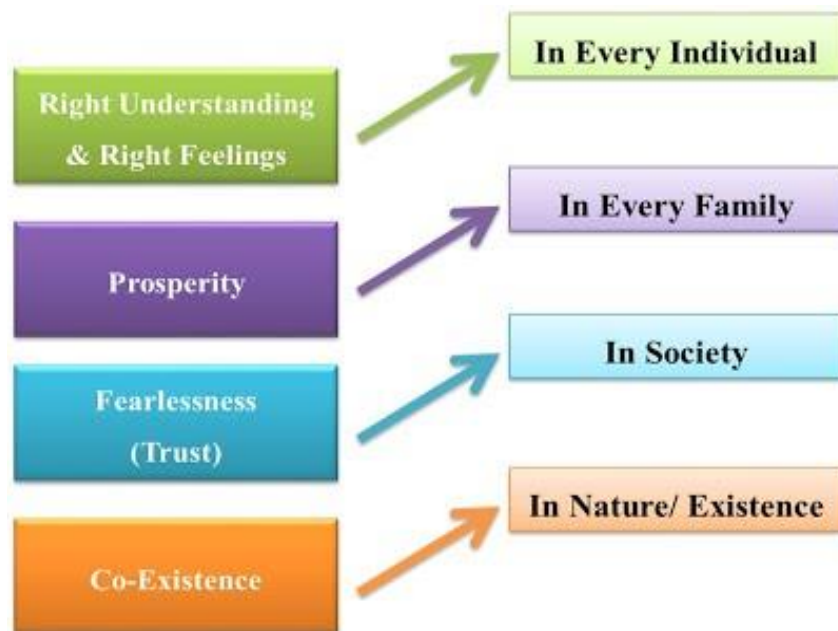 Right Understanding
& Right Feelings
In Every Individual
Prosperity
In Every Family
Fearlessness
(Trust)
In Society
Co-Existence
In Nature/ Existence